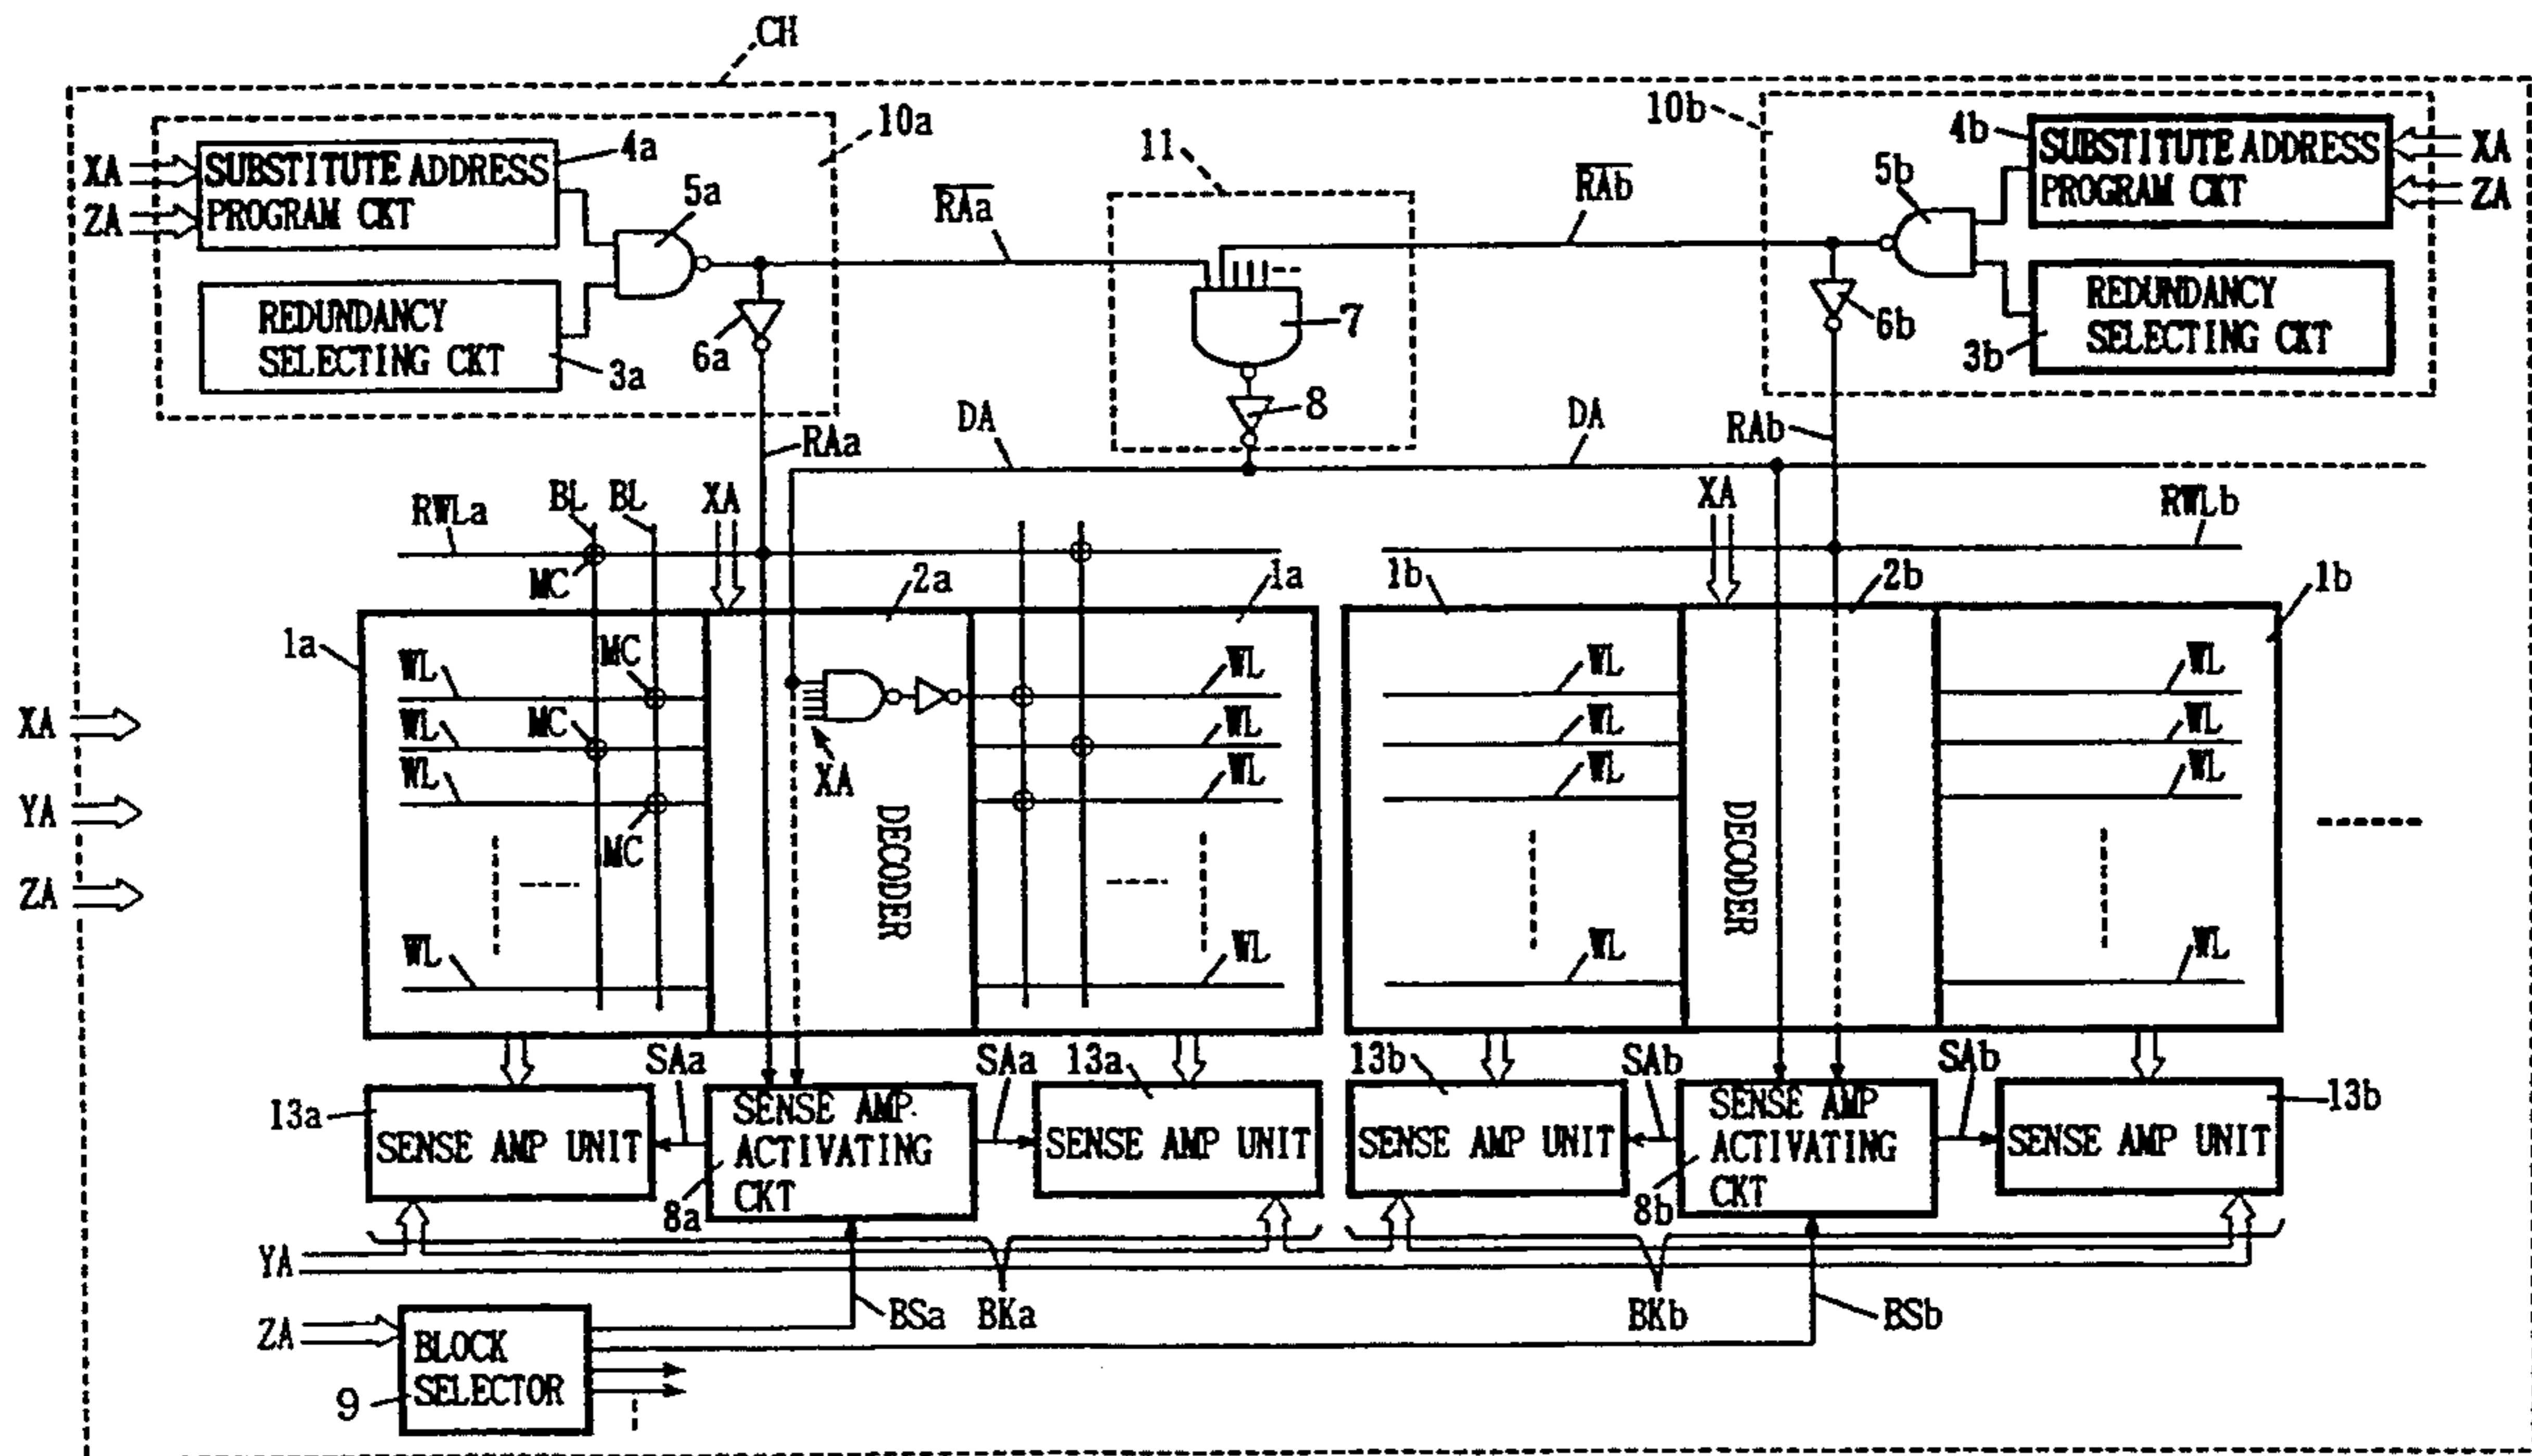 CH
10a
10b
4a
4b
XA
SUBSTITUTE ADDRESS
PROGRAM CKT
ZA
5a
11
5b
SUBSTITUTE ADDRESS
PROGRAM CKT
XA
ZA
RAa
RAb
REDUNDANCY
SELECTING CKT
3a
6a
7
6b
REDUNDANCY
SELECTING CKT
3b
8
DA
DA
RAa
RAb
RWLa
BL
BL
XA
XA
RWLb
MC
2a
1a
1b
2b
1b
1a
WL
MC
WL
WL
WL
WL
MC
WL
WL
WL
WL
XA
WL
WL
WL
MC
DECODER
DECODER
WL
WL
WL
WL
XA
YA
ZA
SAa
SAa
13a
13b
SAb
SAb
13a
SENSE AMP UNIT
SENSE AMP
ACTIVATING
CKT
8a
SENSE AMP UNIT
SENSE AMP UNIT
SENSE AMP
ACTIVATING
CKT
8b
SENSE AMP UNIT
13b
YA
BSa
BKa
BKb
BSb
ZA
BLOCK
SELECTOR
9